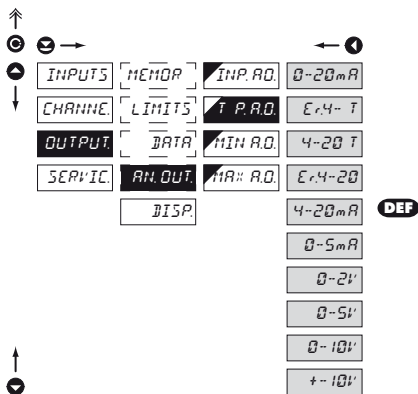 INPUTS MEMOR INP. AO. 0-20mA
CHANNE. LIMITS T P. A.O. Er.4- T
OUTPUT. DATA MIN A.O. 4-20 T
SERVIC. AN. OUT. MAX A.O. Er.4-20
DISP. 4-20mA DEF
0-5mA
0-2V
0-5V
0-10V
+-10V